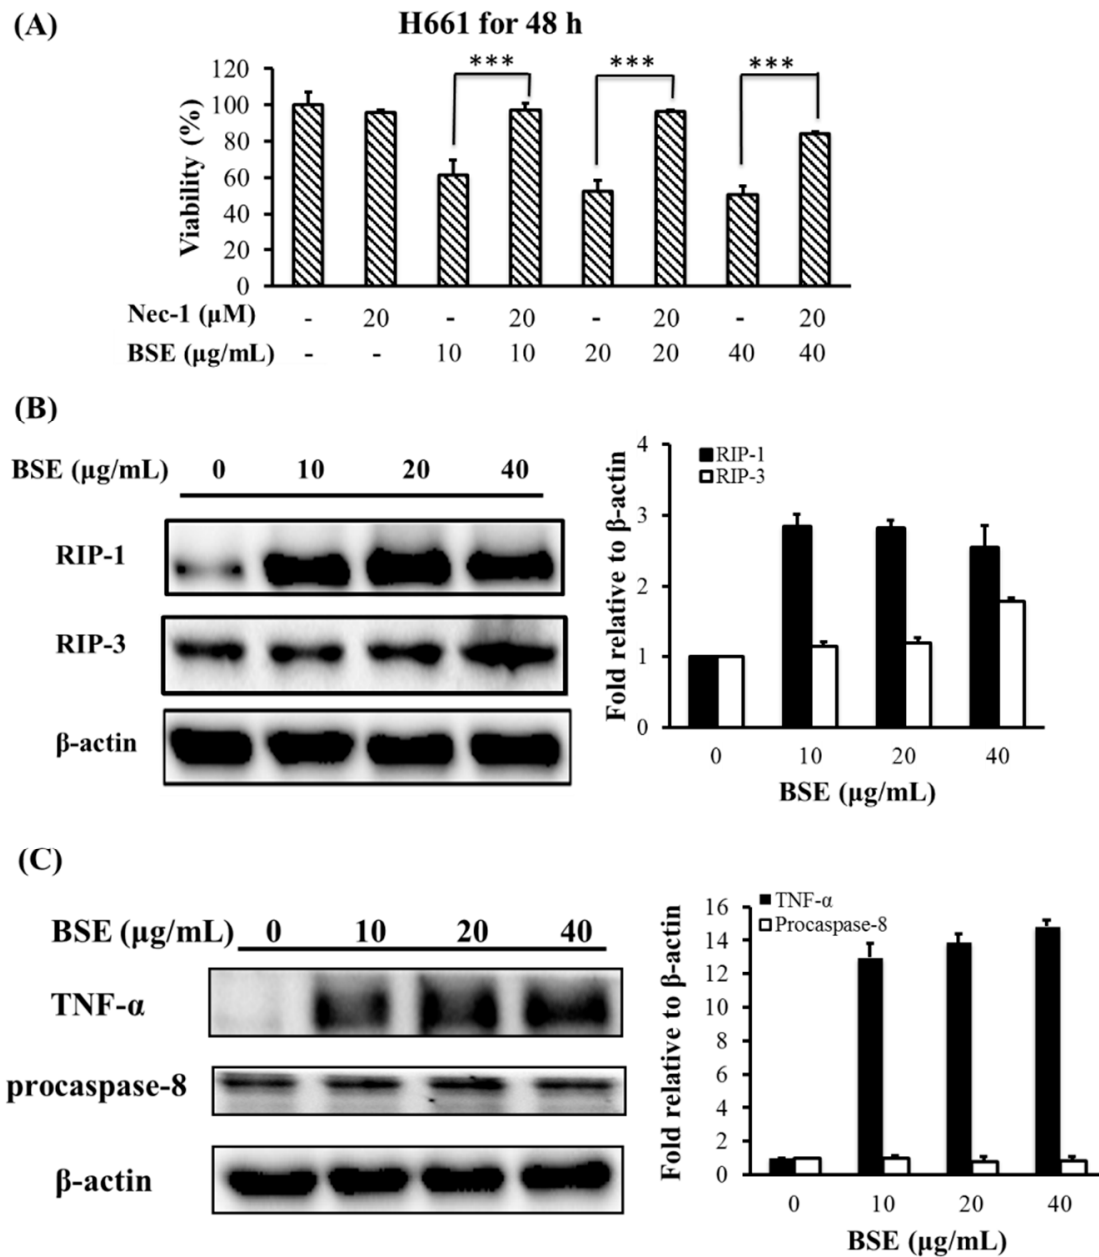 (A)
H661 for 48 h
*** *** ***
Viability (%)
120
100
80
60
40
20
0
Nec-1 (μM) - 20 - 20 - 20 - 20
BSE (μg/mL) - - 10 10 20 20 40 40
(B)
BSE (μg/mL) 0 10 20 40
RIP-1
RIP-3
β-actin
Fold relative to β-actin
4
3
2
1
0
RIP-1
RIP-3
0 10 20 40
BSE (μg/mL)
(C)
BSE (μg/mL) 0 10 20 40
TNF-α
procaspase-8
β-actin
Fold relative to β-actin
16
14
12
10
8
6
4
2
0
TNF-α
Procaspase-8
0 10 20 40
BSE (μg/mL)